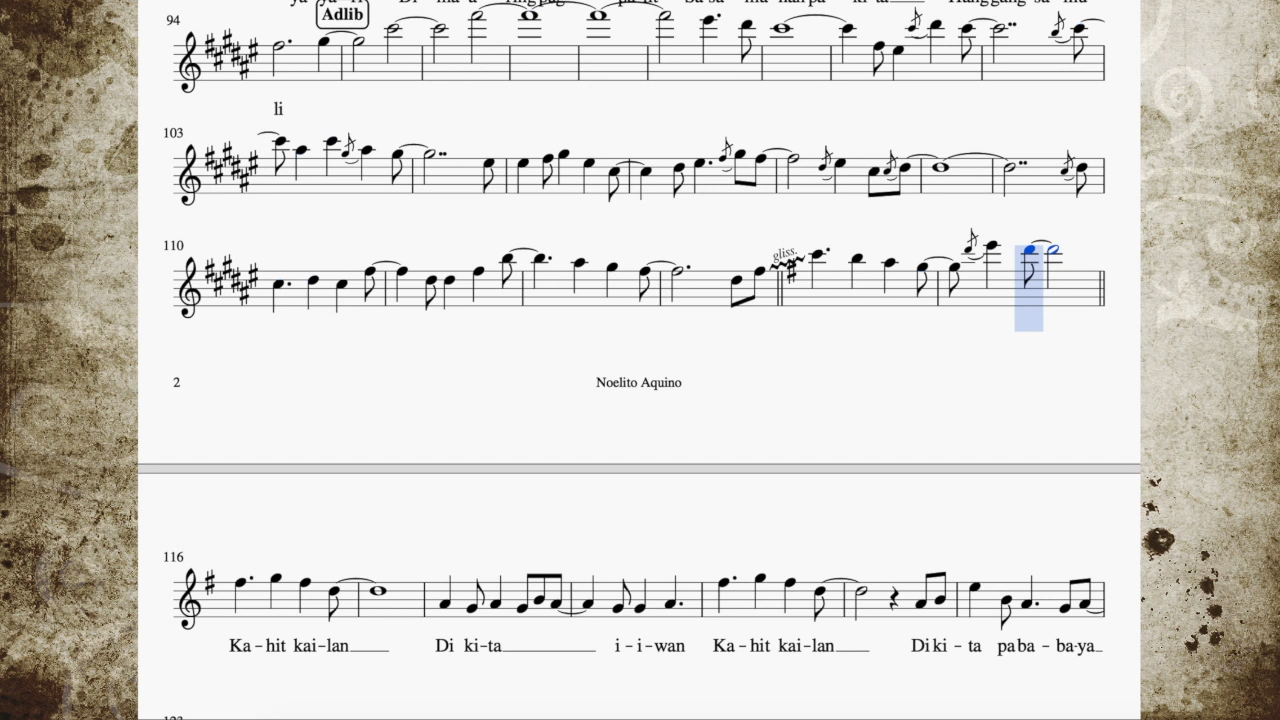 94
Adlib
li
103
110
gliss.
2
Noelito Aquino
116
Ka-hit kai-lan Di ki-ta i-i-wan Ka-hit kai-lan Di ki-ta pa ba-ba-ya